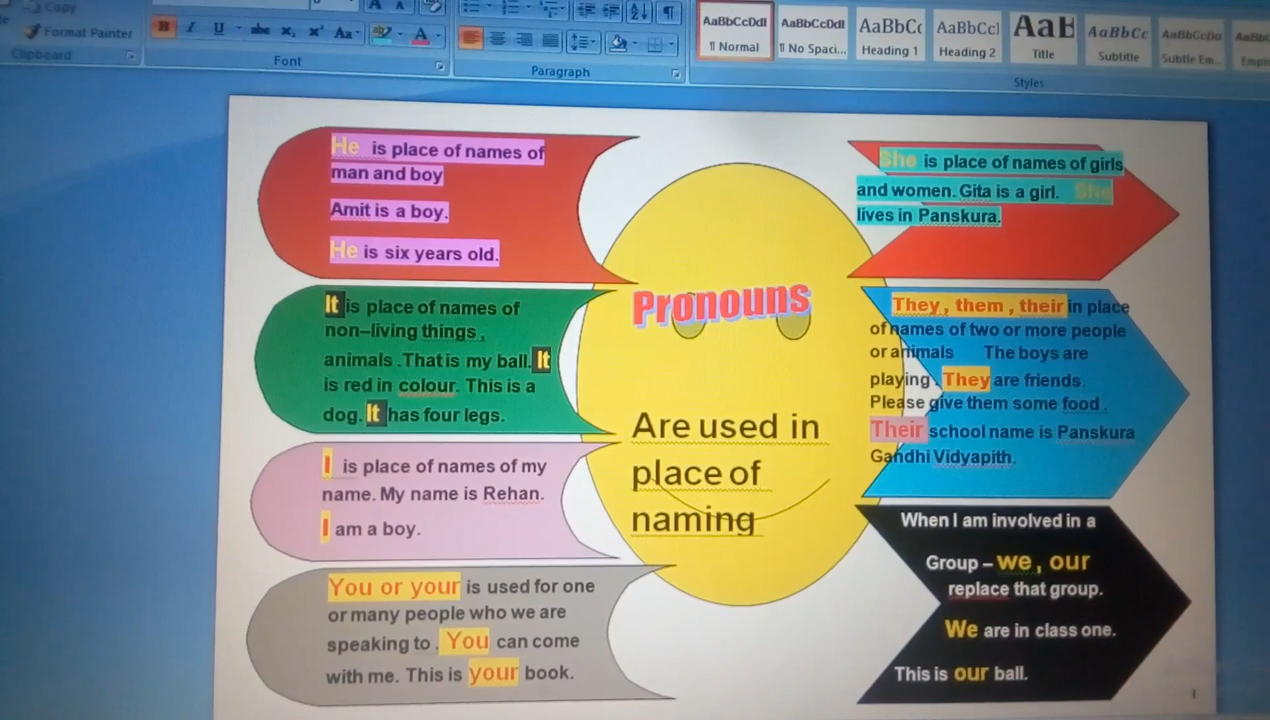 Copy
Format Painter
Clipboard
Font
Paragraph
Styles
B I U abc x₂ x² Aa
AaBbCcDdI
¶ Normal
AaBbCcDdI
¶ No Spaci...
AaBbCc
Heading 1
AaBbCc
Heading 2
AaB
Title
AaBbCc
Subtitle
AaBbCcDd
Subtle Em...
He is place of names of
man and boy
Amit is a boy.
He is six years old.
It is place of names of
non–living things ,
animals .That is my ball. It
is red in colour. This is a
dog. It has four legs.
I is place of names of my
name. My name is Rehan.
I am a boy.
You or your is used for one
or many people who we are
speaking to . You can come
with me. This is your book.
Pronouns
Are used in
place of
naming
She is place of names of girls
and women. Gita is a girl. She
lives in Panskura.
They , them , their in place
of names of two or more people
or animals The boys are
playing . They are friends.
Please give them some food .
Their school name is Panskura
Gandhi Vidyapith.
When I am involved in a
Group – we , our
replace that group.
We are in class one.
This is our ball.